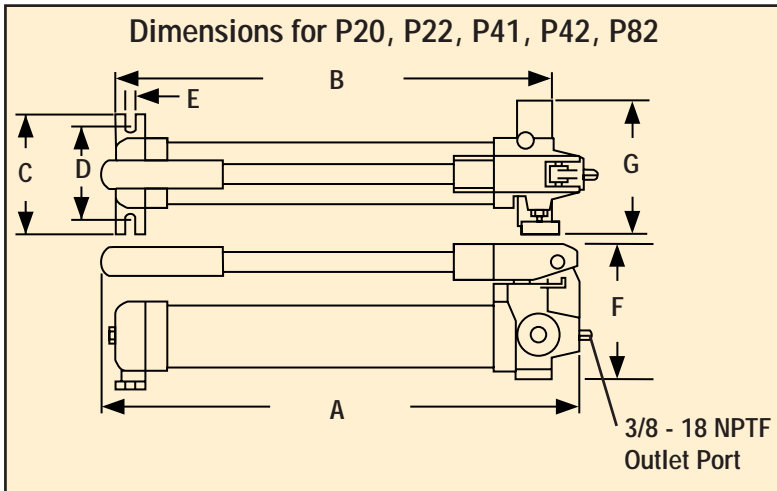 Dimensions for P20, P22, P41, P42, P82
B
E
C
D
G
F
A
3/8 - 18 NPTF
Outlet Port